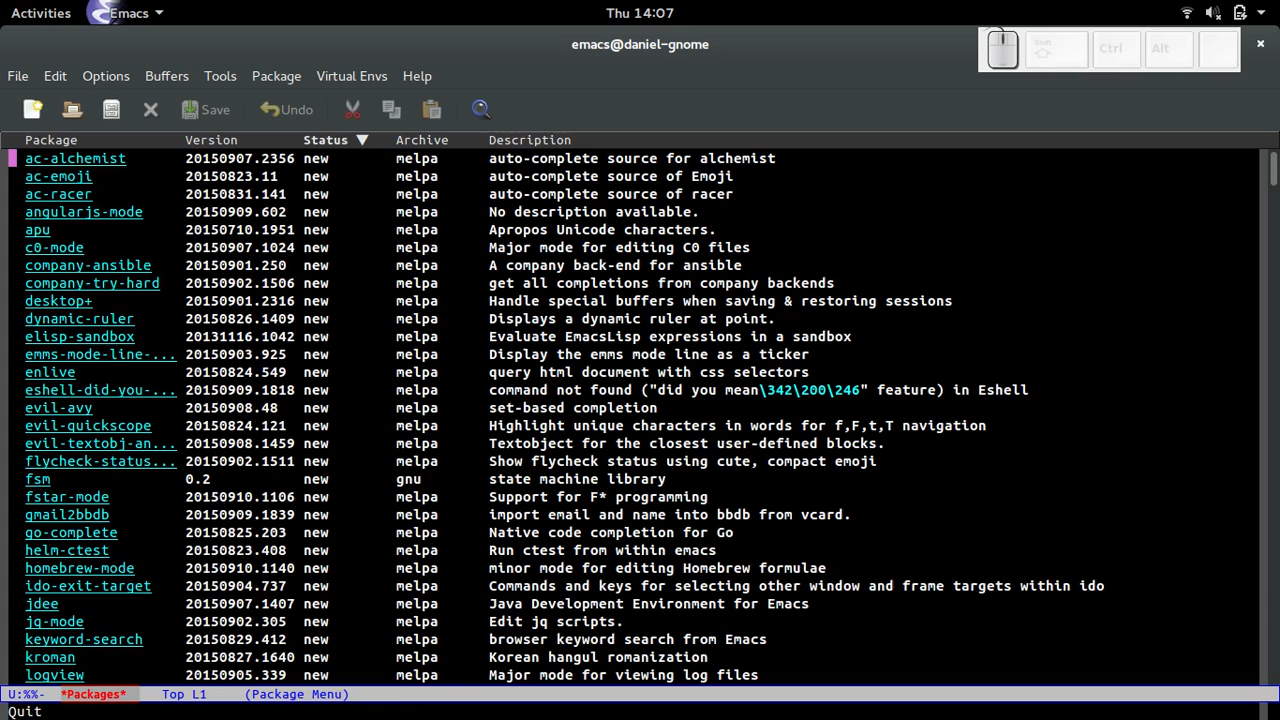 Activities Emacs Thu 14:07
emacs@daniel-gnome
Shift Ctrl Alt
File Edit Options Buffers Tools Package Virtual Envs Help
Save Undo
Package Version Status ▼ Archive Description
ac-alchemist 20150907.2356 new melpa auto-complete source for alchemist
ac-emoji 20150823.11 new melpa auto-complete source of Emoji
ac-racer 20150831.141 new melpa auto-complete source of racer
angularjs-mode 20150909.602 new melpa No description available.
apu 20150710.1951 new melpa Apropos Unicode characters.
c0-mode 20150907.1024 new melpa Major mode for editing C0 files
company-ansible 20150901.250 new melpa A company back-end for ansible
company-try-hard 20150902.1506 new melpa get all completions from company backends
desktop+ 20150901.2316 new melpa Handle special buffers when saving & restoring sessions
dynamic-ruler 20150826.1409 new melpa Displays a dynamic ruler at point.
elisp-sandbox 20131116.1042 new melpa Evaluate EmacsLisp expressions in a sandbox
emms-mode-line-... 20150903.925 new melpa Display the emms mode line as a ticker
enlive 20150824.549 new melpa query html document with css selectors
eshell-did-you-... 20150909.1818 new melpa command not found ("did you mean\342\200\246" feature) in Eshell
evil-avy 20150908.48 new melpa set-based completion
evil-quickscope 20150824.121 new melpa Highlight unique characters in words for f,F,t,T navigation
evil-textobj-an... 20150908.1459 new melpa Textobject for the closest user-defined blocks.
flycheck-status... 20150902.1511 new melpa Show flycheck status using cute, compact emoji
fsm 0.2 new gnu state machine library
fstar-mode 20150910.1106 new melpa Support for F* programming
gmail2bbdb 20150909.1839 new melpa import email and name into bbdb from vcard.
go-complete 20150825.203 new melpa Native code completion for Go
helm-ctest 20150823.408 new melpa Run ctest from within emacs
homebrew-mode 20150910.1140 new melpa minor mode for editing Homebrew formulae
ido-exit-target 20150904.737 new melpa Commands and keys for selecting other window and frame targets within ido
jdee 20150907.1407 new melpa Java Development Environment for Emacs
jq-mode 20150902.305 new melpa Edit jq scripts.
keyword-search 20150829.412 new melpa browser keyword search from Emacs
kroman 20150827.1640 new melpa Korean hangul romanization
logview 20150905.339 new melpa Major mode for viewing log files
U:%%- *Packages* Top L1 (Package Menu)
Quit